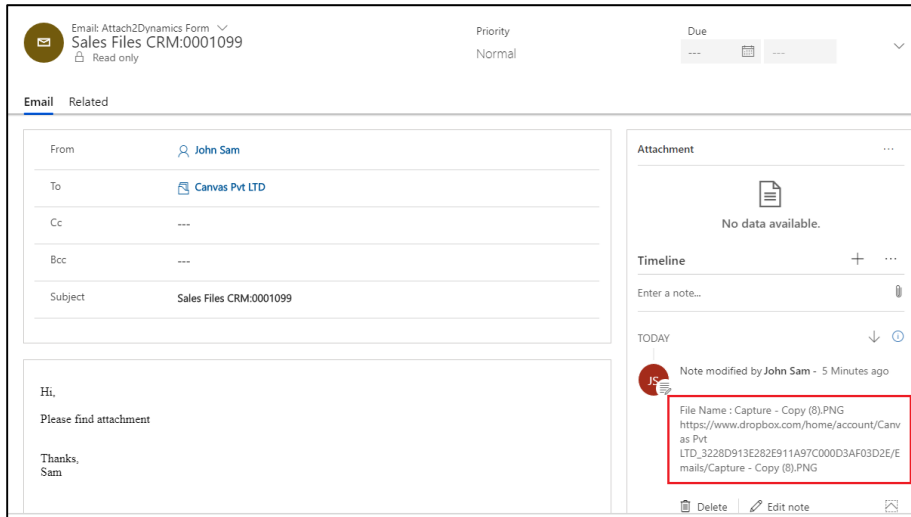 Email: Attach2Dynamics Form
Sales Files CRM:0001099
Read only
Priority
Normal
Due
---
---
Email Related
From John Sam
To Canvas Pvt LTD
Cc ---
Bcc ---
Subject Sales Files CRM:0001099
Hi,
Please find attachment
Thanks,
Sam
Attachment
...
No data available.
Timeline
...
Enter a note...
TODAY
JS
Note modified by John Sam - 5 Minutes ago
File Name : Capture - Copy (8).PNG
https://www.dropbox.com/home/account/Canv
as Pvt
LTD_3228D913E282E911A97C000D3AF03D2E/E
mails/Capture - Copy (8).PNG
Delete Edit note